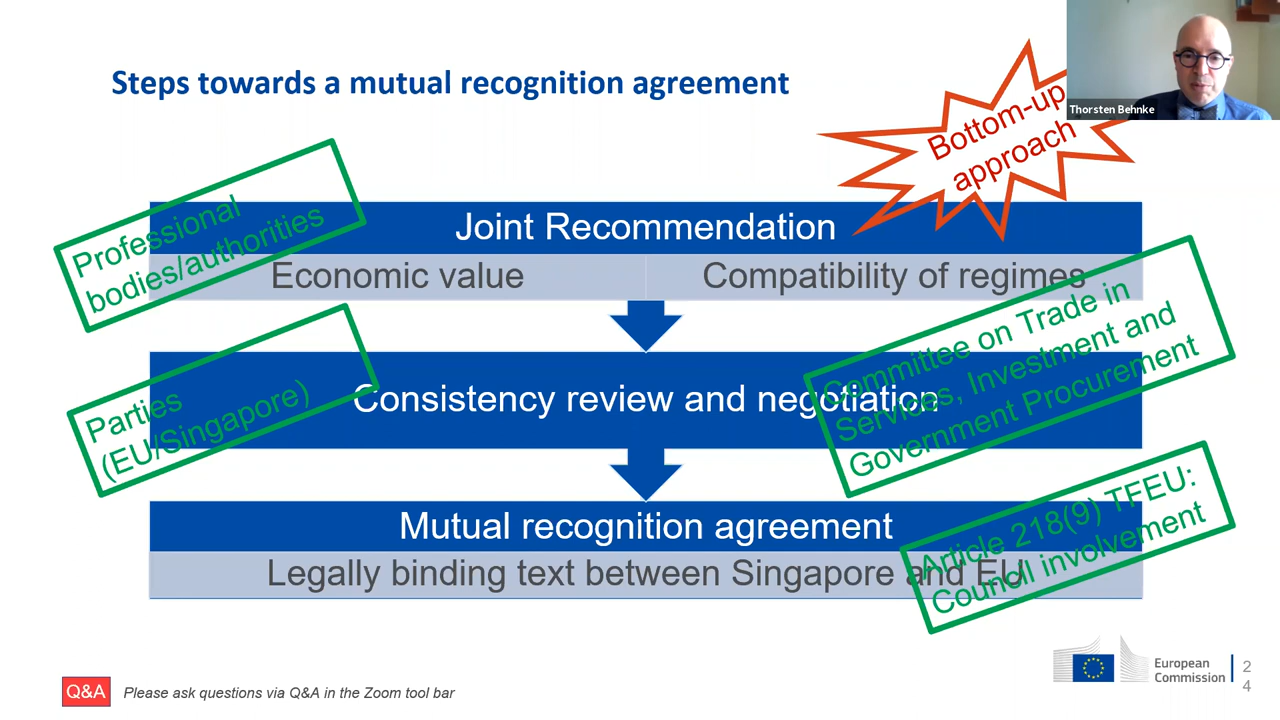 Steps towards a mutual recognition agreement
Thorsten Behnke
Bottom-up
approach
Professional
bodies/authorities
Joint Recommendation
Economic value
Compatibility of regimes
Parties
(EU/Singapore)
Consistency review and negotiation
Committee on Trade in
Services, Investment and
Government Procurement
Mutual recognition agreement
Legally binding text between Singapore and EU
Article 218(9) TFEU:
Council involvement
Q&A
Please ask questions via Q&A in the Zoom tool bar
European
Commission
2
4